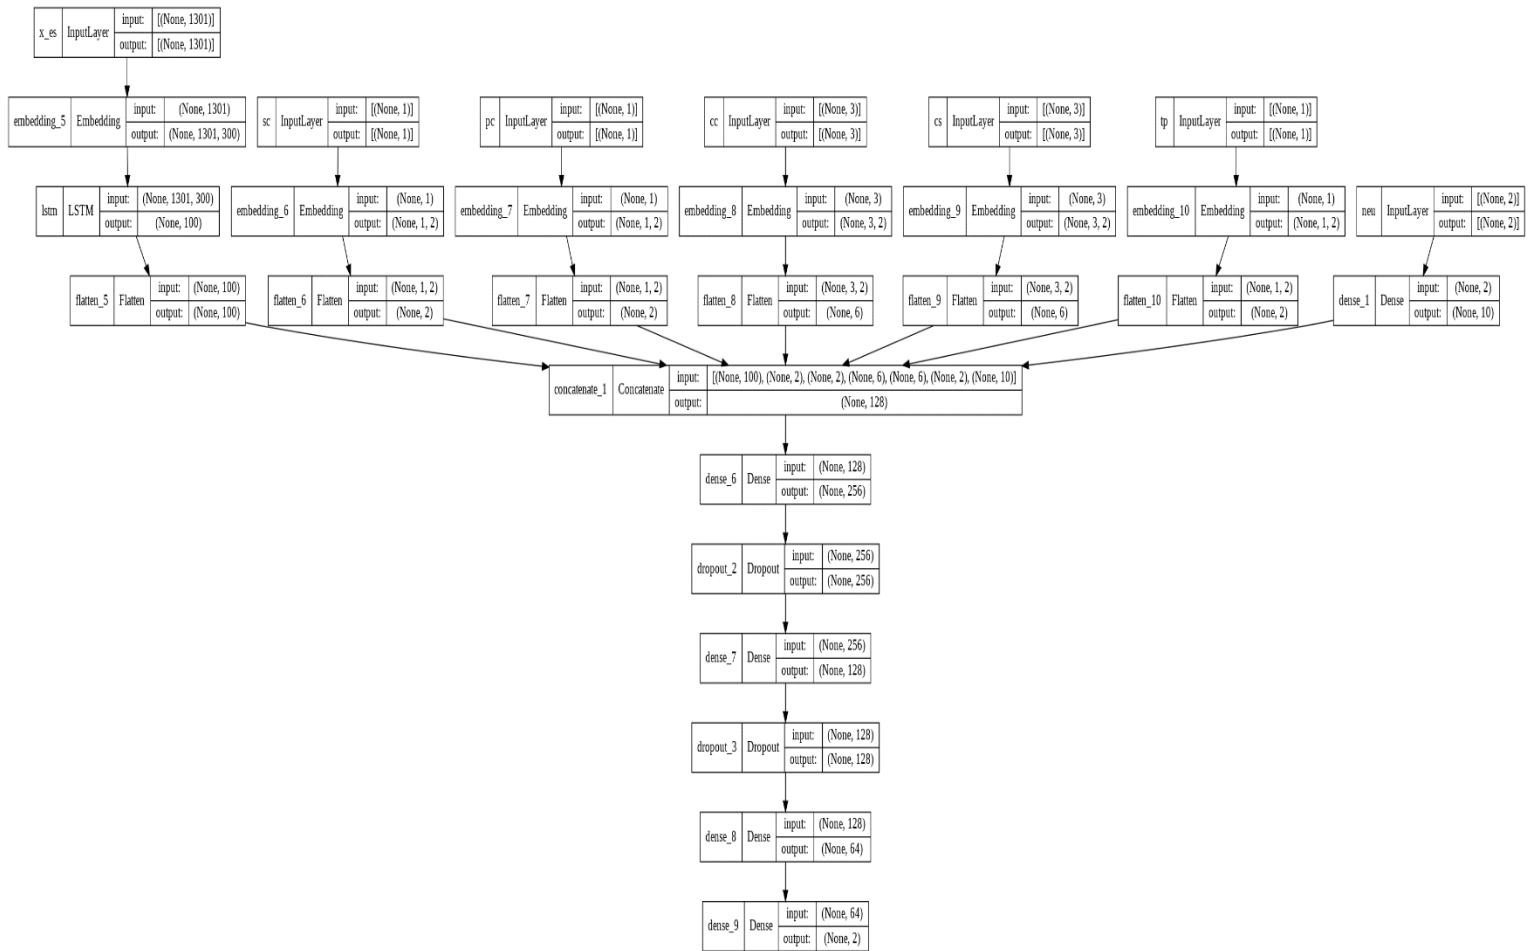 x_es InputLayer input: [(None, 1301)]
output: [(None, 1301)]
embedding_5 Embedding input: (None, 1301)
output: (None, 1301, 300)
sc InputLayer input: [(None, 1)]
output: [(None, 1)]
pc InputLayer input: [(None, 1)]
output: [(None, 1)]
cc InputLayer input: [(None, 3)]
output: [(None, 3)]
cs InputLayer input: [(None, 3)]
output: [(None, 3)]
tp InputLayer input: [(None, 1)]
output: [(None, 1)]
lstm LSTM input: (None, 1301, 300)
output: (None, 100)
embedding_6 Embedding input: (None, 1)
output: (None, 1, 2)
embedding_7 Embedding input: (None, 1)
output: (None, 1, 2)
embedding_8 Embedding input: (None, 3)
output: (None, 3, 2)
embedding_9 Embedding input: (None, 3)
output: (None, 3, 2)
embedding_10 Embedding input: (None, 1)
output: (None, 1, 2)
neu InputLayer input: [(None, 2)]
output: [(None, 2)]
flatten_5 Flatten input: (None, 100)
output: (None, 100)
flatten_6 Flatten input: (None, 1, 2)
output: (None, 2)
flatten_7 Flatten input: (None, 1, 2)
output: (None, 2)
flatten_8 Flatten input: (None, 3, 2)
output: (None, 6)
flatten_9 Flatten input: (None, 3, 2)
output: (None, 6)
flatten_10 Flatten input: (None, 1, 2)
output: (None, 2)
dense_1 Dense input: (None, 2)
output: (None, 10)
concatenate_1 Concatenate input: [(None, 100), (None, 2), (None, 2), (None, 6), (None, 6), (None, 2), (None, 10)]
output: (None, 128)
dense_6 Dense input: (None, 128)
output: (None, 256)
dropout_2 Dropout input: (None, 256)
output: (None, 256)
dense_7 Dense input: (None, 256)
output: (None, 128)
dropout_3 Dropout input: (None, 128)
output: (None, 128)
dense_8 Dense input: (None, 128)
output: (None, 64)
dense_9 Dense input: (None, 64)
output: (None, 2)